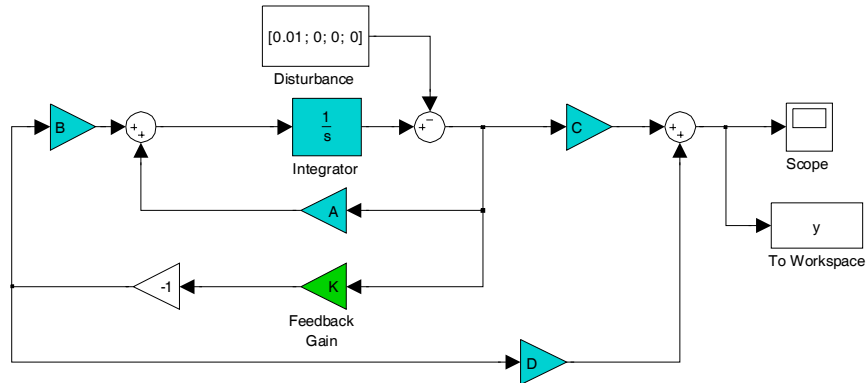 [0.01; 0; 0; 0]
Disturbance
B
+
+
1
s
Integrator
+
−
C
+
+
Scope
A
y
To Workspace
-1
K
Feedback
Gain
D